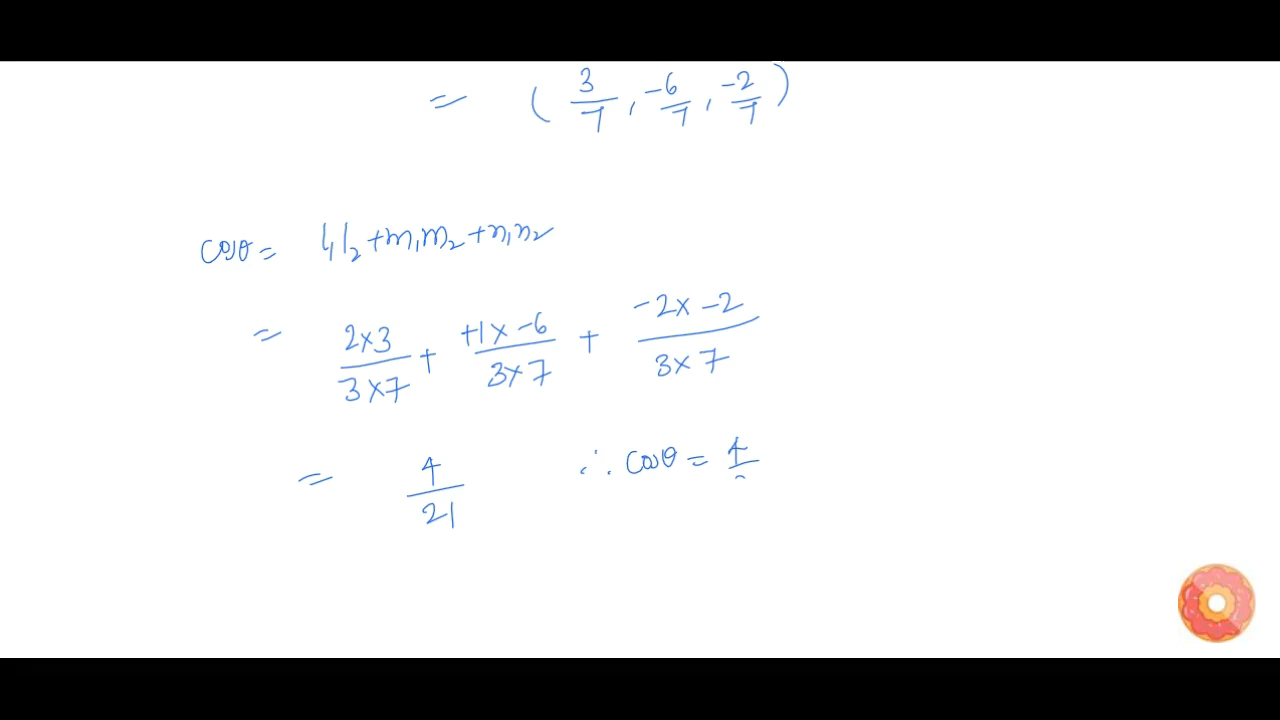 = ( 3/7 , -6/7 , -2/7 )
cosθ = l₁l₂ + m₁m₂ + n₁n₂
= 2×3/3×7 + +1×-6/3×7 + -2×-2/3×7
= 4/21 ∴ cosθ = 4/